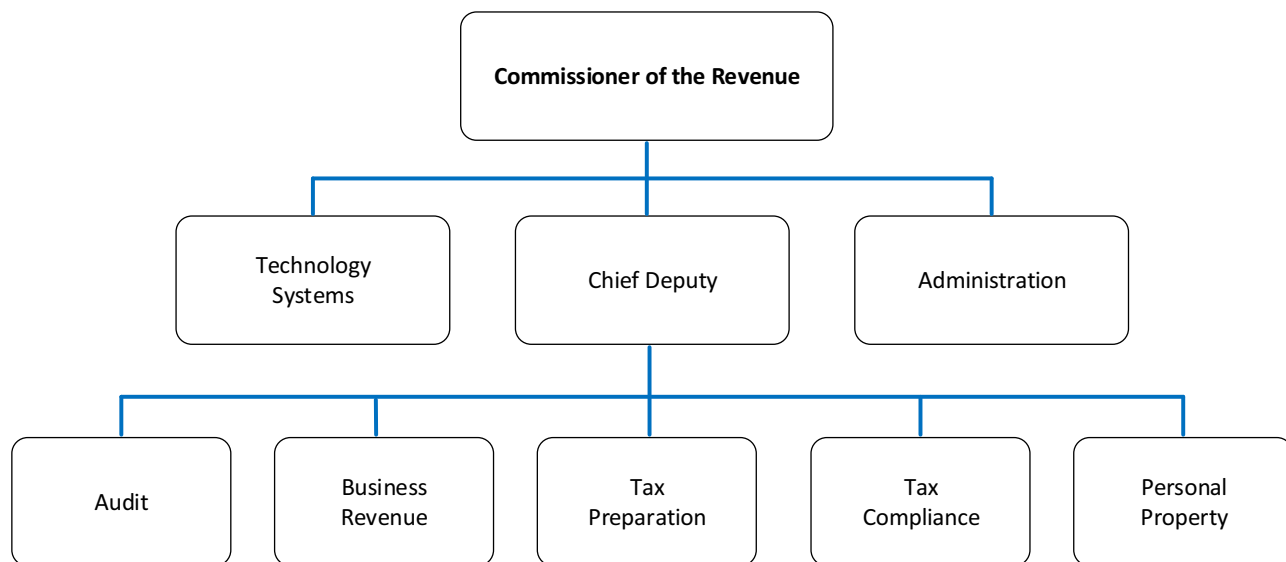 Commissioner of the Revenue
Technology
Systems
Chief Deputy
Administration
Audit
Business
Revenue
Tax
Preparation
Tax
Compliance
Personal
Property